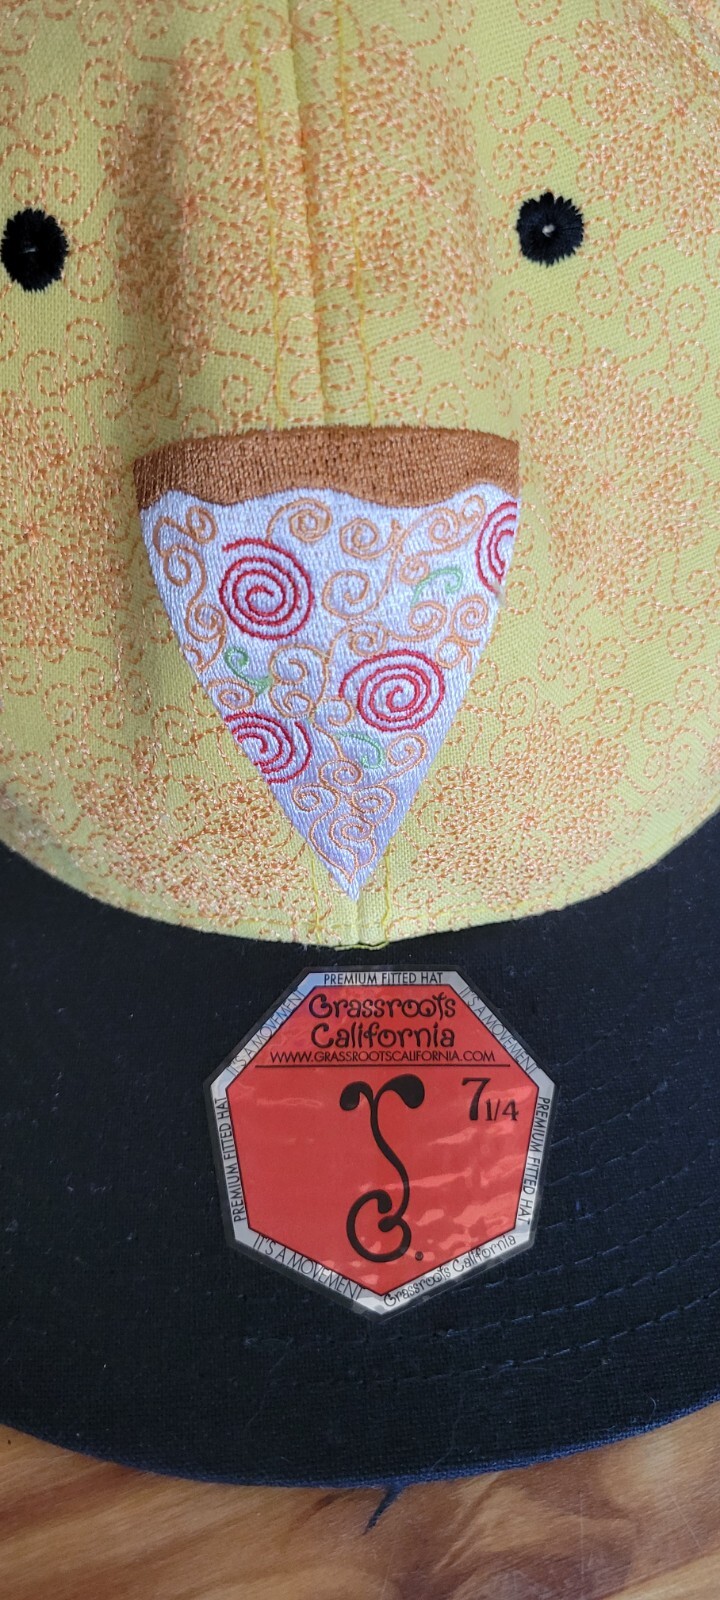 PREMIUM FITTED HAT
IT'S A MOVEMENT
IT'S A MOVEMENT
Grassroots
California
WWW.GRASSROOTSCALIFORNIA.COM
7 1/4
PREMIUM FITTED HAT
PREMIUM FITTED HAT
IT'S A MOVEMENT
Grassroots California